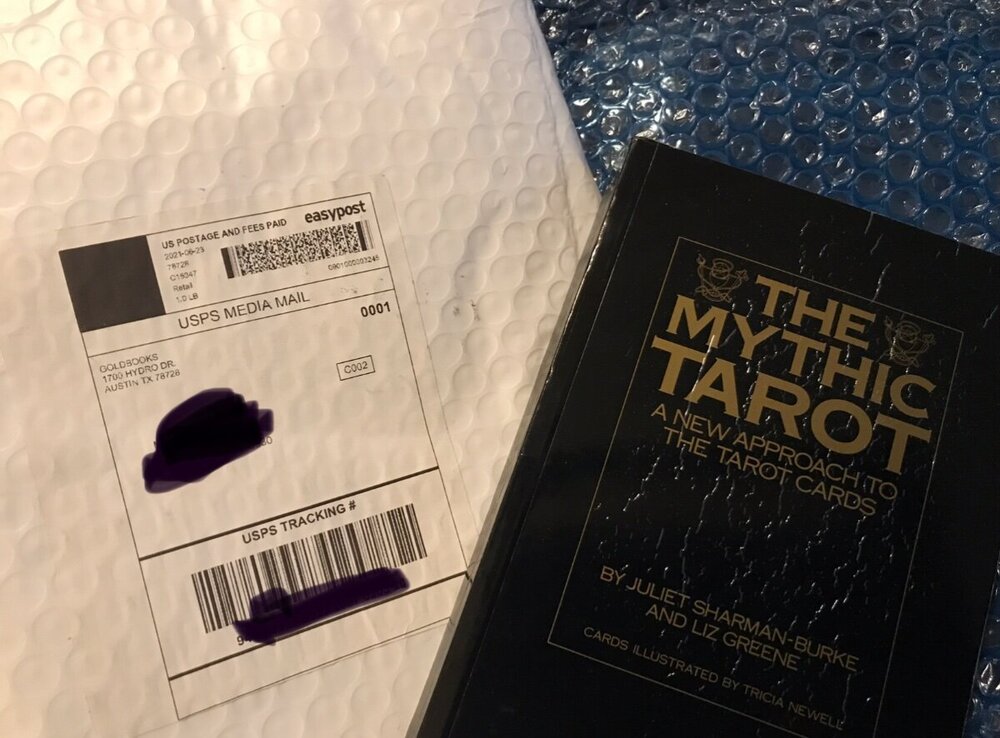 easypost
US POSTAGE AND FEES PAID
2021-06-23
78728
C18347
Retail
1.0 LB
0901000003248
USPS MEDIA MAIL
0001
GOLDBOOKS
1700 HYDRO DR.
AUSTIN TX 78728
C002
USPS TRACKING #
THE
MYTHIC
TAROT
A NEW APPROACH TO
THE TAROT CARDS
BY JULIET SHARMAN-BURKE
AND LIZ GREENE
CARDS ILLUSTRATED BY TRICIA NEWELL